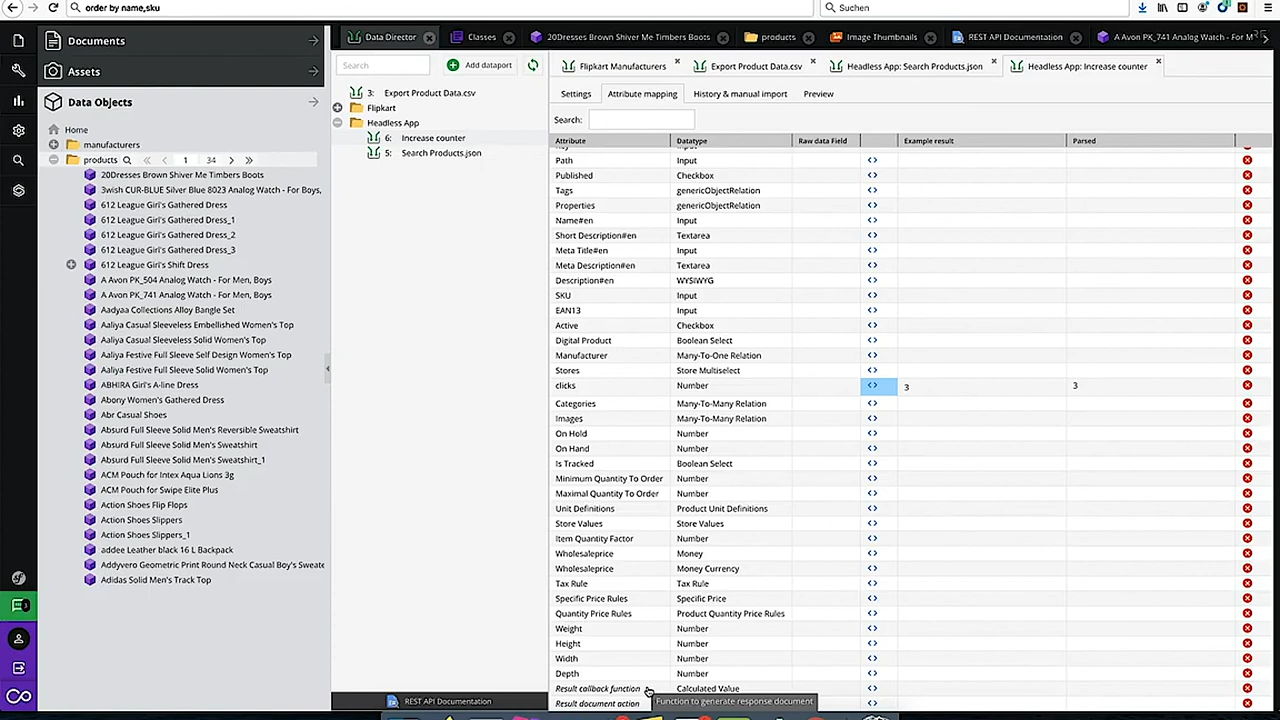 order by name,sku
Suchen
Documents
Assets
Data Objects
Home
manufacturers
products
1
34
20Dresses Brown Shiver Me Timbers Boots
3wish CUR-BLUE Silver Blue 8023 Analog Watch - For Boys,
612 League Girl's Gathered Dress
612 League Girl's Gathered Dress_1
612 League Girl's Gathered Dress_2
612 League Girl's Gathered Dress_3
612 League Girl's Shift Dress
A Avon PK_504 Analog Watch - For Men, Boys
A Avon PK_741 Analog Watch - For Men, Boys
Aadyaa Collections Alloy Bangle Set
Aaliya Casual Sleeveless Embellished Women's Top
Aaliya Casual Sleeveless Solid Women's Top
Aaliya Festive Full Sleeve Self Design Women's Top
Aaliya Festive Full Sleeve Solid Women's Top
ABHIRA Girl's A-line Dress
Abony Women's Gathered Dress
Abr Casual Shoes
Absurd Full Sleeve Solid Men's Reversible Sweatshirt
Absurd Full Sleeve Solid Men's Sweatshirt
Absurd Full Sleeve Solid Men's Sweatshirt_1
ACM Pouch for Intex Aqua Lions 3g
ACM Pouch for Swipe Elite Plus
Action Shoes Flip Flops
Action Shoes Slippers
Action Shoes Slippers_1
addee Leather black 16 L Backpack
Addyvero Geometric Print Round Neck Casual Boy's Sweate
Adidas Solid Men's Track Top
Data Director
Classes
20Dresses Brown Shiver Me Timbers Boots
products
Image Thumbnails
REST API Documentation
A Avon PK_741 Analog Watch - For M
Search
Add dataport
3: Export Product Data.csv
Flipkart
Headless App
6: Increase counter
5: Search Products.json
REST API Documentation
Flipkart Manufacturers
Export Product Data.csv
Headless App: Search Products.json
Headless App: Increase counter
Settings
Attribute mapping
History & manual import
Preview
Search:
Attribute Datatype Raw data Field Example result Parsed
Path Input
Published Checkbox
Tags genericObjectRelation
Properties genericObjectRelation
Name#en Input
Short Description#en Textarea
Meta Title#en Input
Meta Description#en Textarea
Description#en WYSIWYG
SKU Input
EAN13 Input
Active Checkbox
Digital Product Boolean Select
Manufacturer Many-To-One Relation
Stores Store Multiselect
clicks Number 3 3
Categories Many-To-Many Relation
Images Many-To-Many Relation
On Hold Number
On Hand Number
Is Tracked Boolean Select
Minimum Quantity To Order Number
Maximal Quantity To Order Number
Unit Definitions Product Unit Definitions
Store Values Store Values
Item Quantity Factor Number
Wholesaleprice Money
Wholesaleprice Money Currency
Tax Rule Tax Rule
Specific Price Rules Specific Price
Quantity Price Rules Product Quantity Price Rules
Weight Number
Height Number
Width Number
Depth Number
Result callback function Calculated Value
Function to generate response document
Result document action